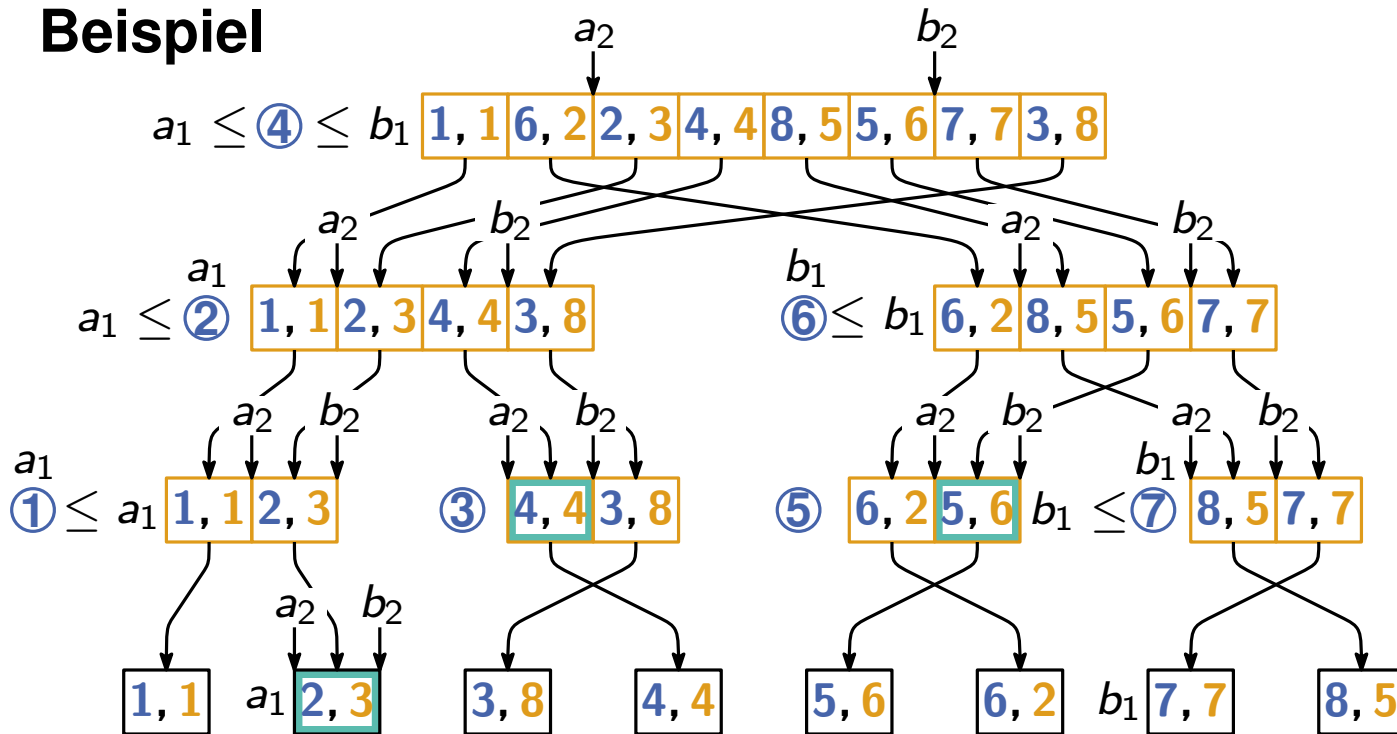 Beispiel
a₂ b₂
a₁ ≤ ④ ≤ b₁ 1, 1 6, 2 2, 3 4, 4 8, 5 5, 6 7, 7 3, 8
a₂ b₂ a₂ b₂
a₁ b₁
a₁ ≤ ② 1, 1 2, 3 4, 4 3, 8 ⑥ ≤ b₁ 6, 2 8, 5 5, 6 7, 7
a₂ b₂ a₂ b₂ a₂ b₂ a₂ b₂
a₁ b₁
① ≤ a₁ 1, 1 2, 3 ③ 4, 4 3, 8 ⑤ 6, 2 5, 6 b₁ ≤ ⑦ 8, 5 7, 7
a₂ b₂
1, 1 a₁ 2, 3 3, 8 4, 4 5, 6 6, 2 b₁ 7, 7 8, 5